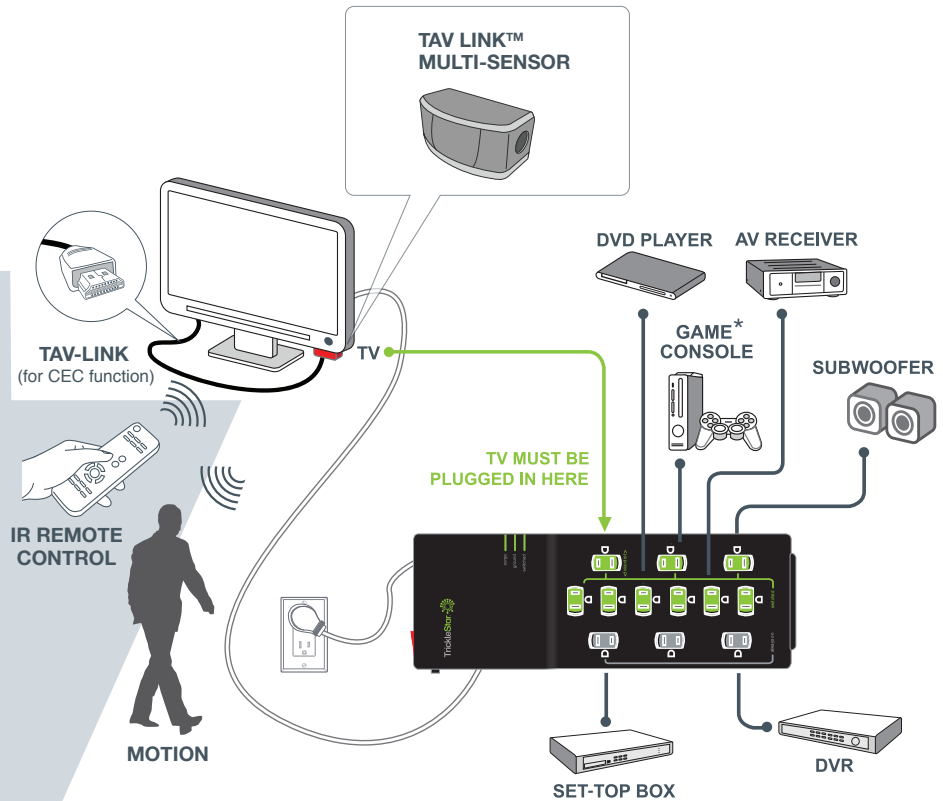 TAV LINK™
MULTI-SENSOR
DVD PLAYER
AV RECEIVER
GAME*
CONSOLE
SUBWOOFER
TAV-LINK
(for CEC function)
TV
TV MUST BE
PLUGGED IN HERE
IR REMOTE
CONTROL
TrickleStar
MOTION
SET-TOP BOX
DVR